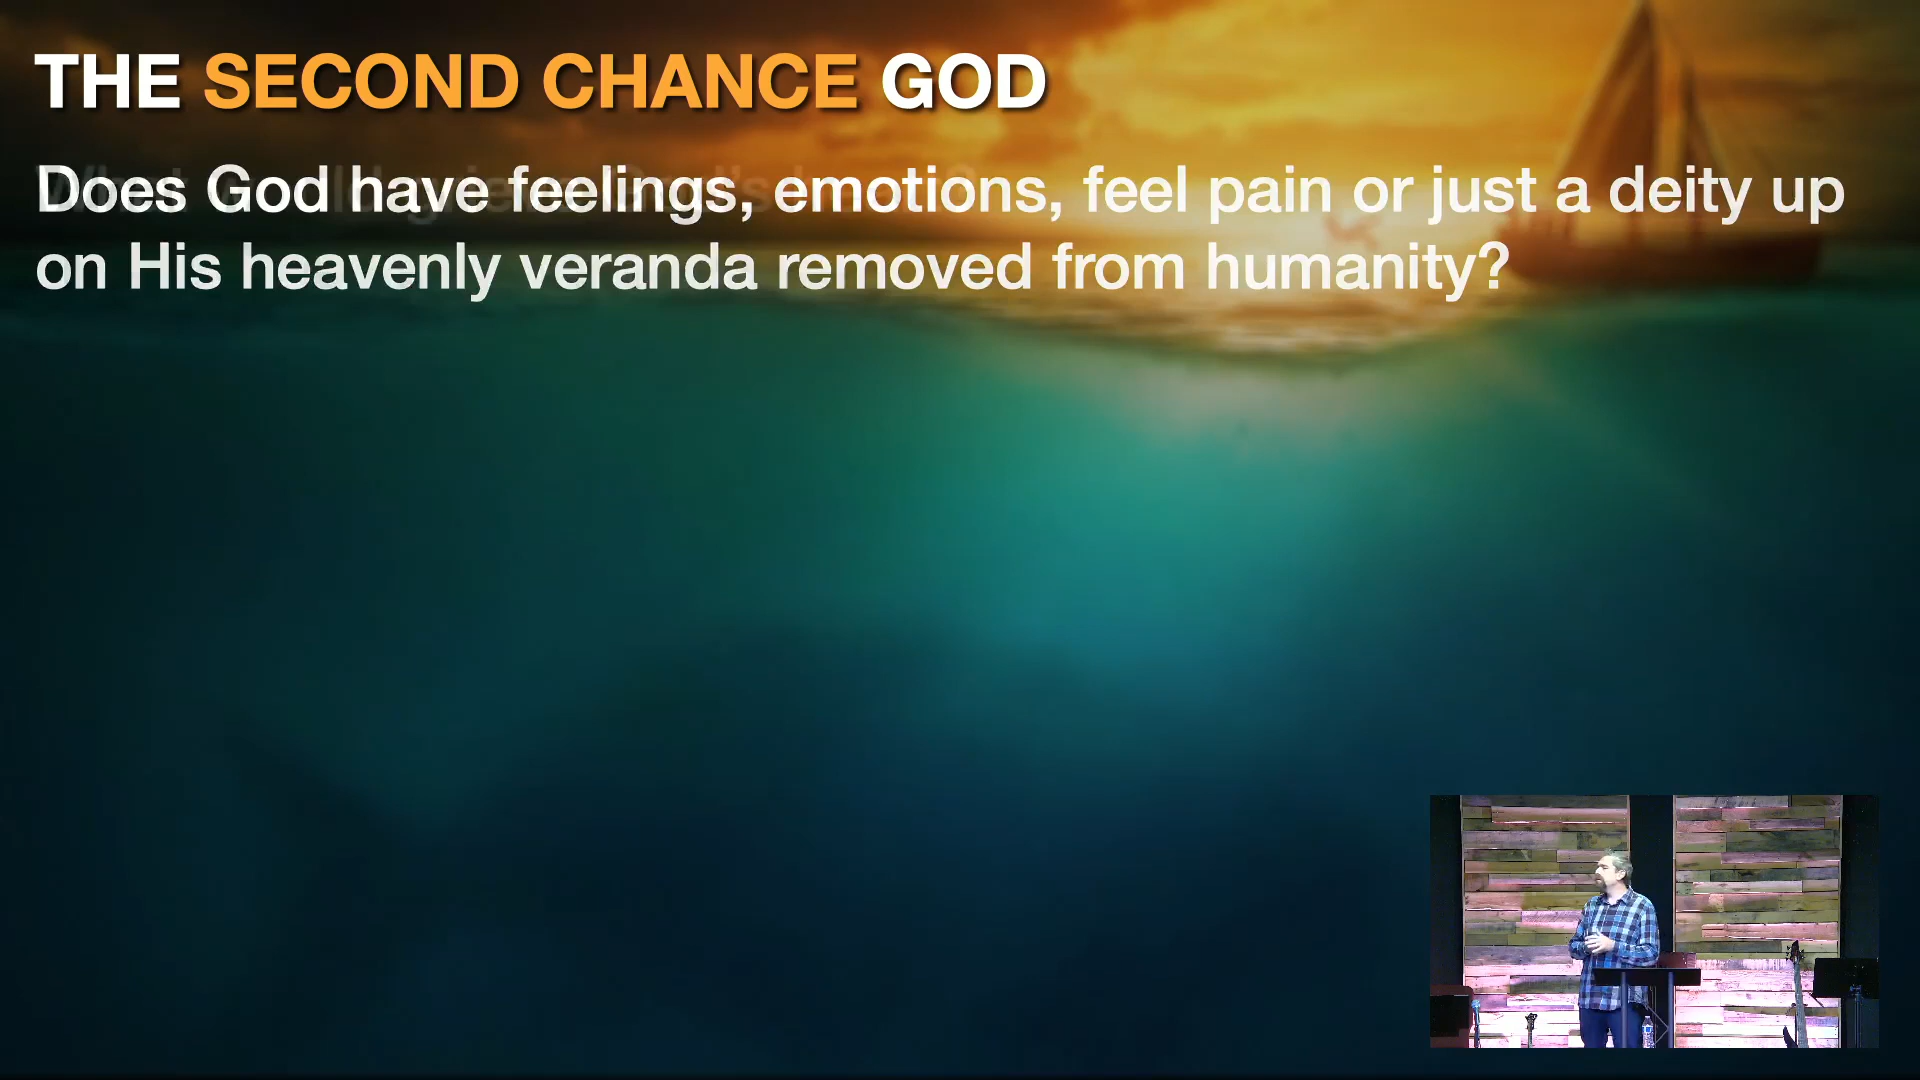 THE SECOND CHANCE GOD
Does God have feelings, emotions, feel pain or just a deity up
on His heavenly veranda removed from humanity?